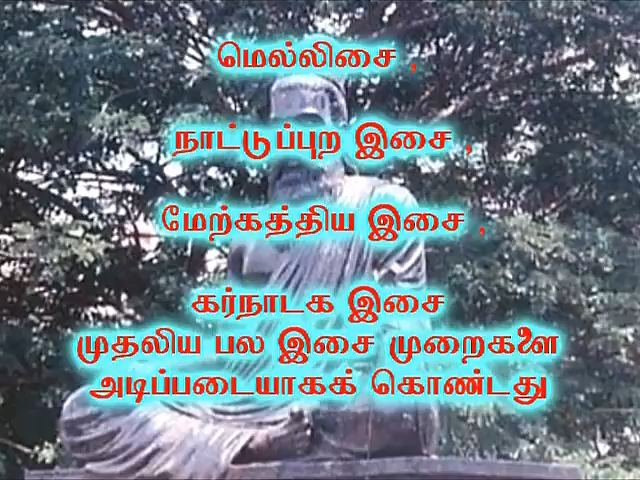 மெல்லிசை ,
நாட்டுப்புற இசை ,
மேற்கத்திய இசை ,
கர்நாடக இசை
முதலிய பல இசை முறைகளை
அடிப்படையாகக் கொண்டது